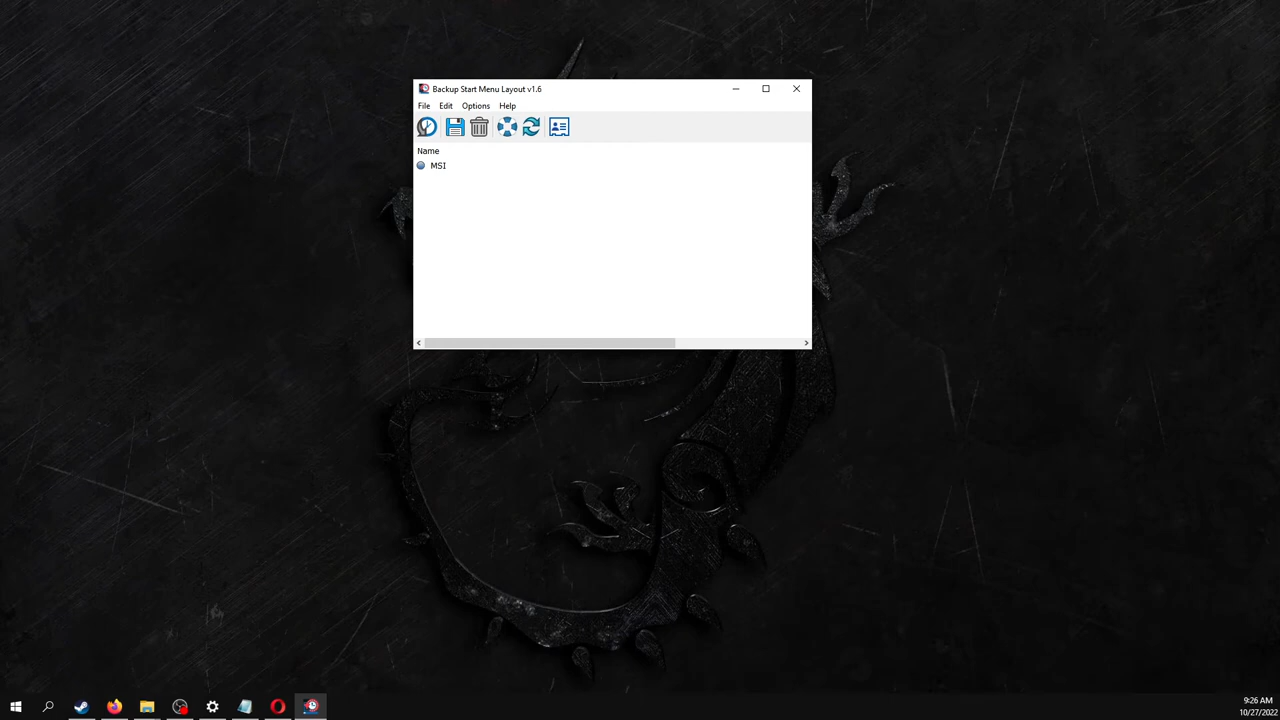 Backup Start Menu Layout v1.6
File Edit Options Help
Name
MSI
9:26 AM
10/27/2022